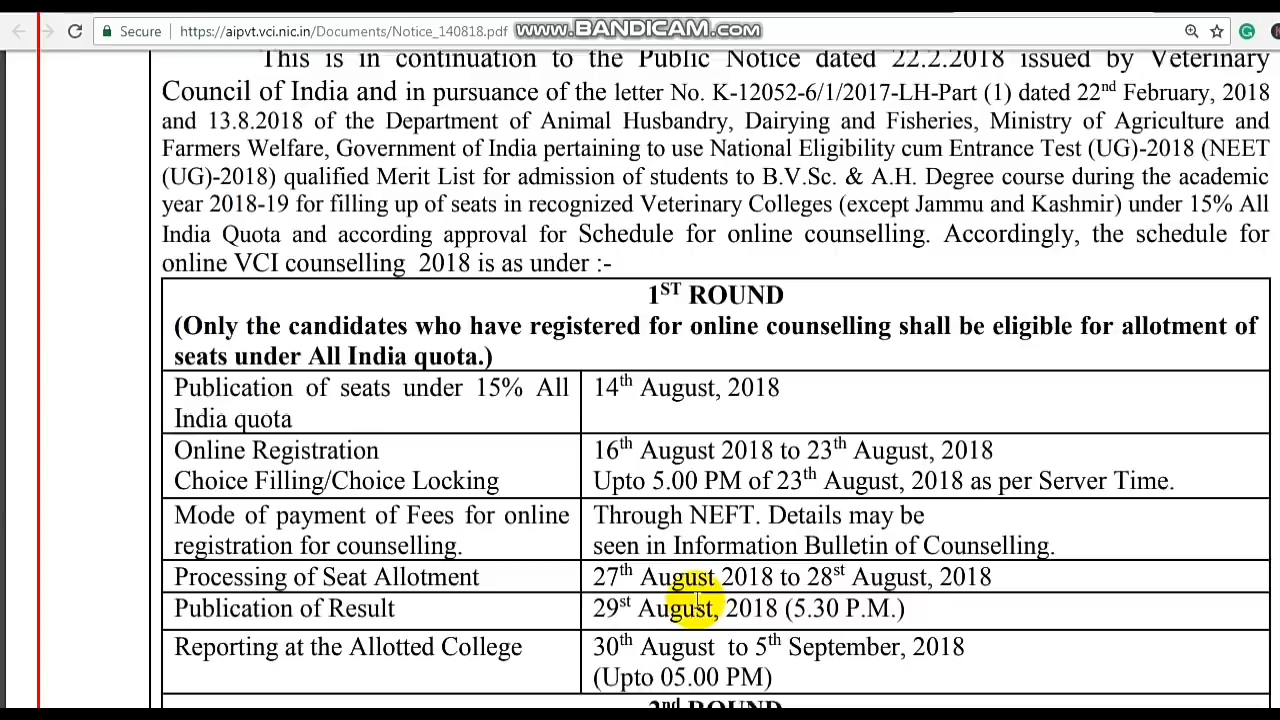 Secure
https://aipvt.vci.nic.in/Documents/Notice_140818.pdf
www.BANDICAM.com
This is in continuation to the Public Notice dated 22.2.2018 issued by Veterinary
Council of India and in pursuance of the letter No. K-12052-6/1/2017-LH-Part (1) dated 22nd February, 2018
and 13.8.2018 of the Department of Animal Husbandry, Dairying and Fisheries, Ministry of Agriculture and
Farmers Welfare, Government of India pertaining to use National Eligibility cum Entrance Test (UG)-2018 (NEET
(UG)-2018) qualified Merit List for admission of students to B.V.Sc. & A.H. Degree course during the academic
year 2018-19 for filling up of seats in recognized Veterinary Colleges (except Jammu and Kashmir) under 15% All
India Quota and according approval for Schedule for online counselling. Accordingly, the schedule for
online VCI counselling 2018 is as under :-
1ST ROUND
(Only the candidates who have registered for online counselling shall be eligible for allotment of
seats under All India quota.)
Publication of seats under 15% All
India quota
14th August, 2018
Online Registration
Choice Filling/Choice Locking
16th August 2018 to 23th August, 2018
Upto 5.00 PM of 23th August, 2018 as per Server Time.
Mode of payment of Fees for online
registration for counselling.
Through NEFT. Details may be
seen in Information Bulletin of Counselling.
Processing of Seat Allotment
27th August 2018 to 28st August, 2018
Publication of Result
29st August, 2018 (5.30 P.M.)
Reporting at the Allotted College
30th August to 5th September, 2018
(Upto 05.00 PM)
2nd ROUND